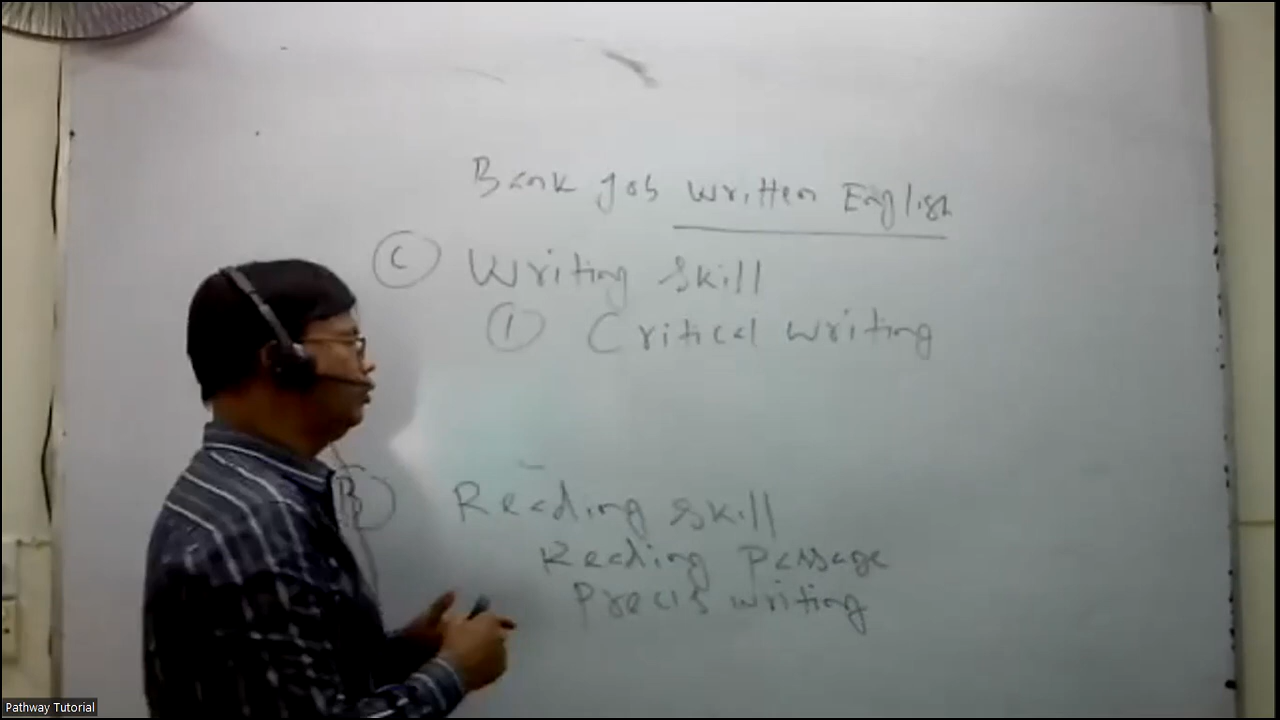 Bank job written English
C Writing skill
1 Critical writing
B Reading skill
Reading Passage
Precis writing
Pathway Tutorial